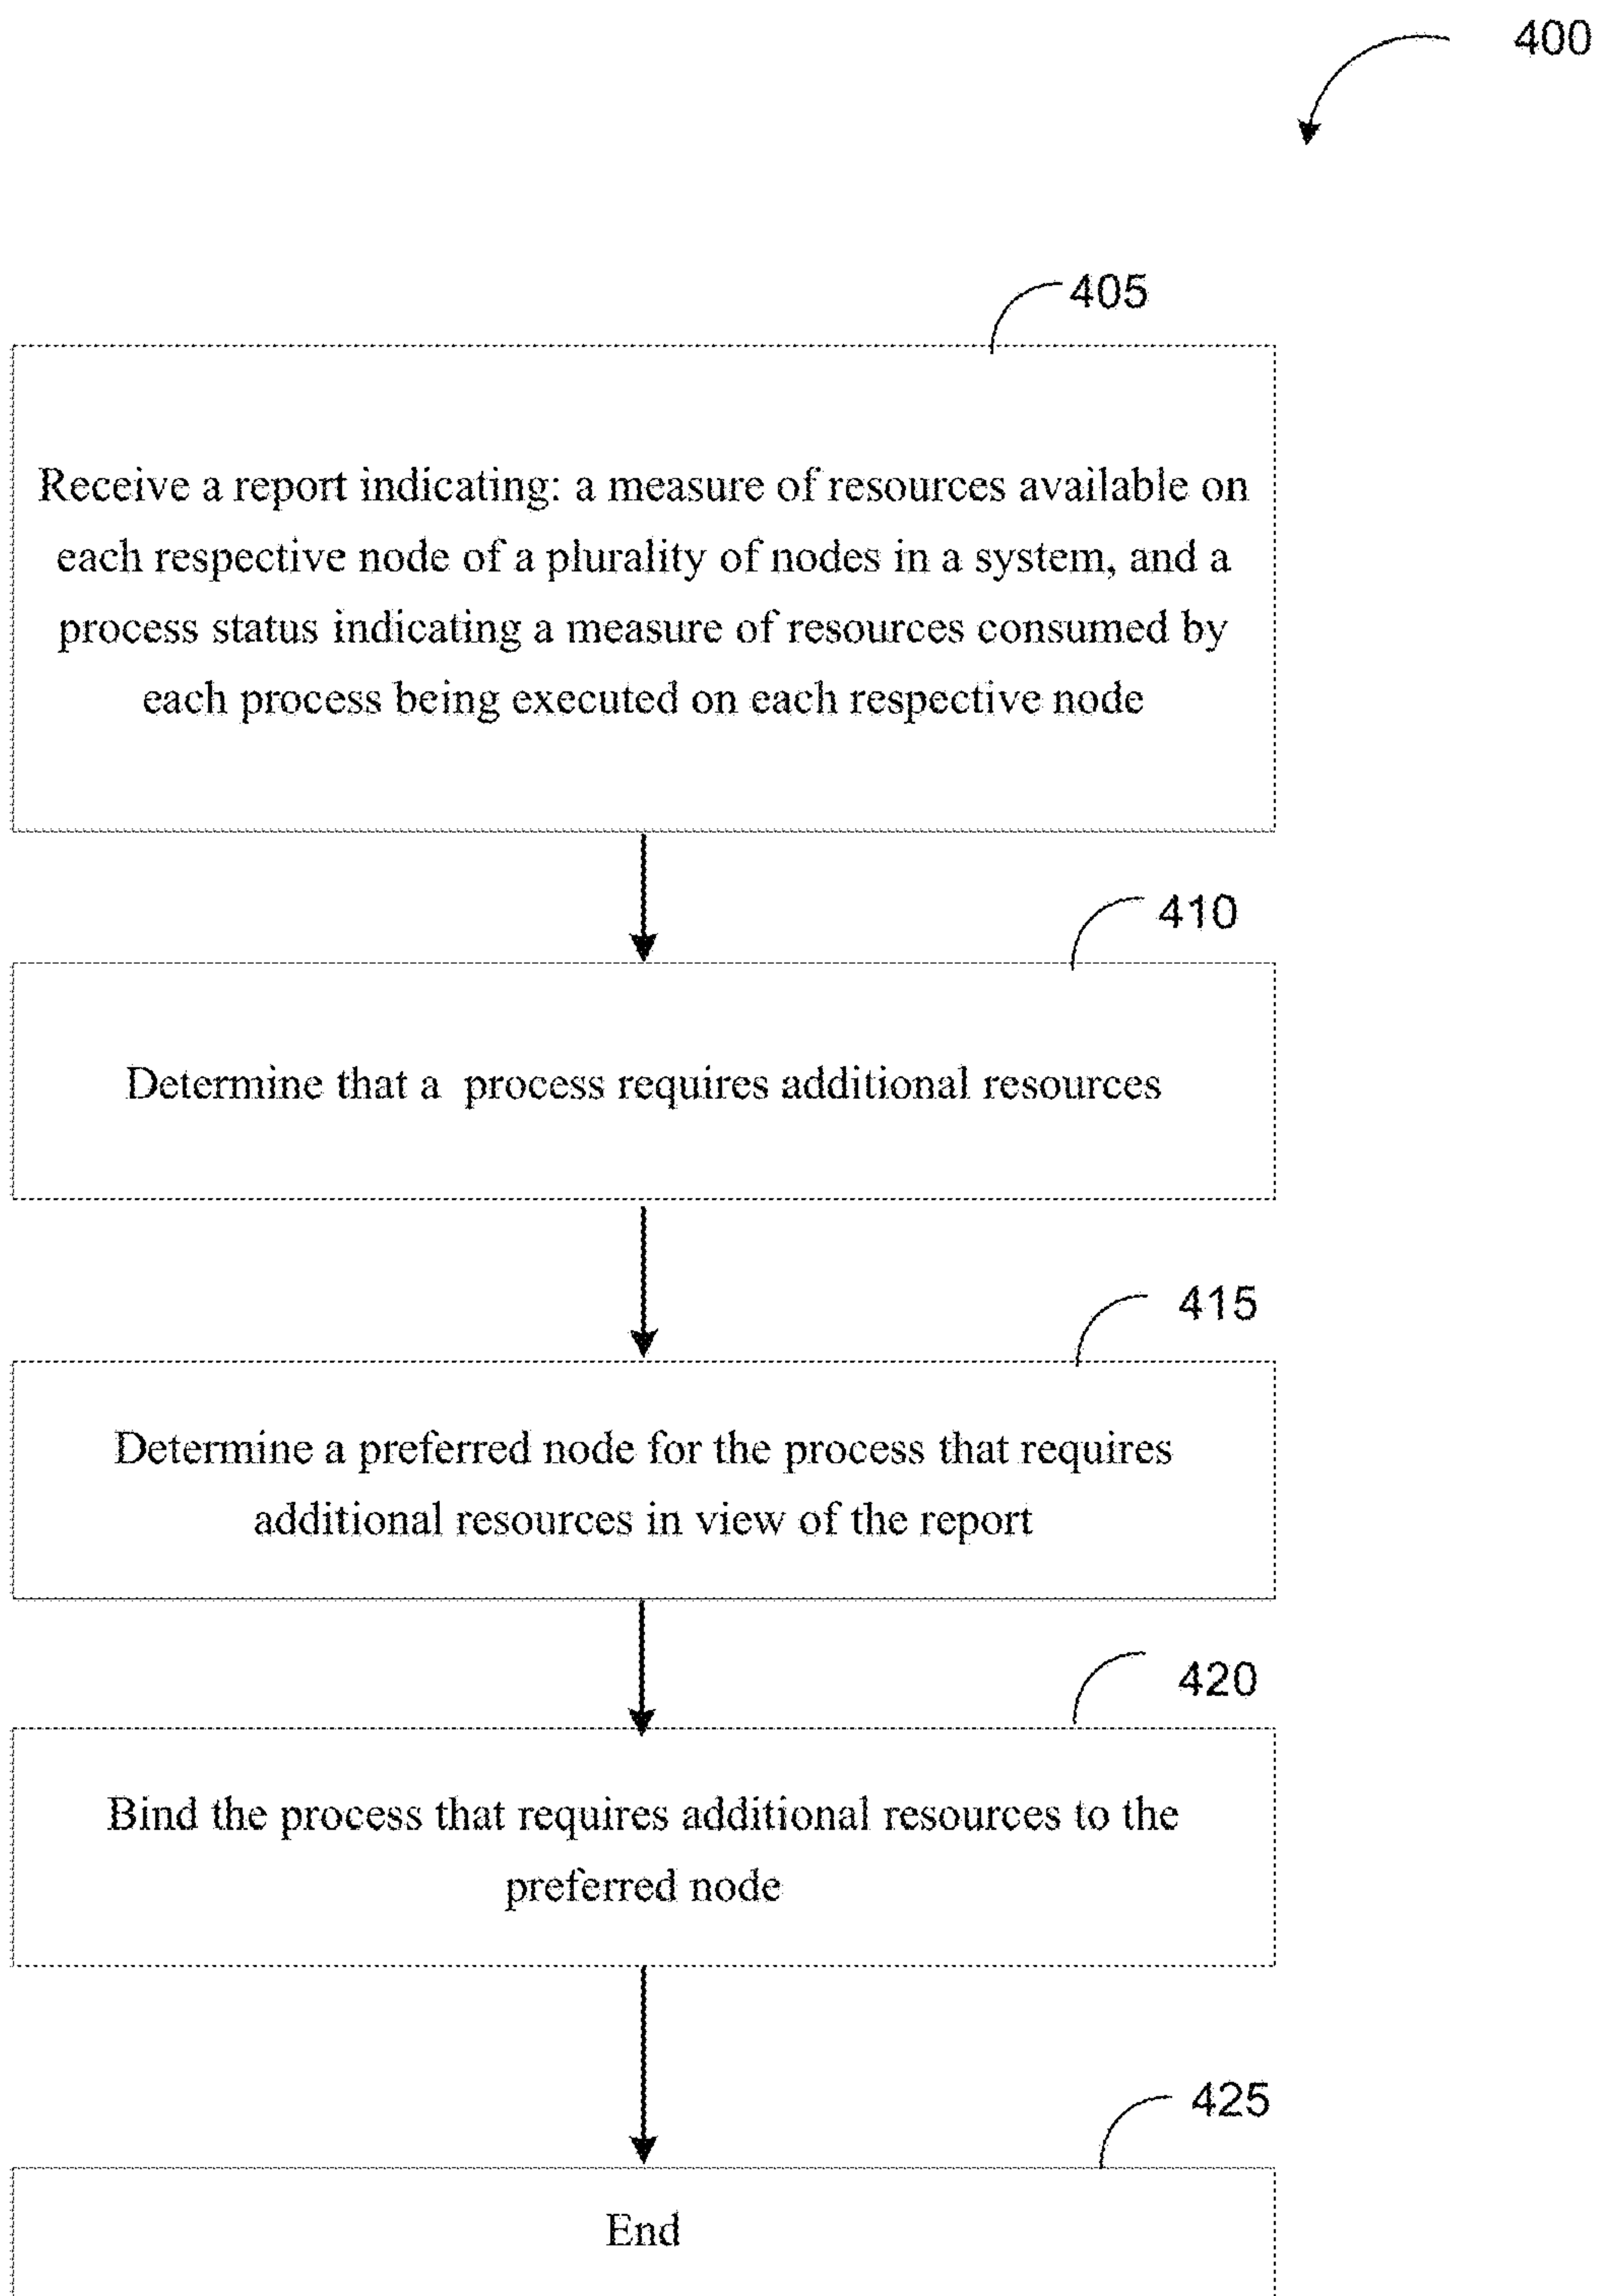 400
405
Receive a report indicating: a measure of resources available on
each respective node of a plurality of nodes in a system, and a
process status indicating a measure of resources consumed by
each process being executed on each respective node
410
Determine that a  process requires additional resources
415
Determine a preferred node for the process that requires
additional resources in view of the report
420
Bind the process that requires additional resources to the
preferred node
425
End